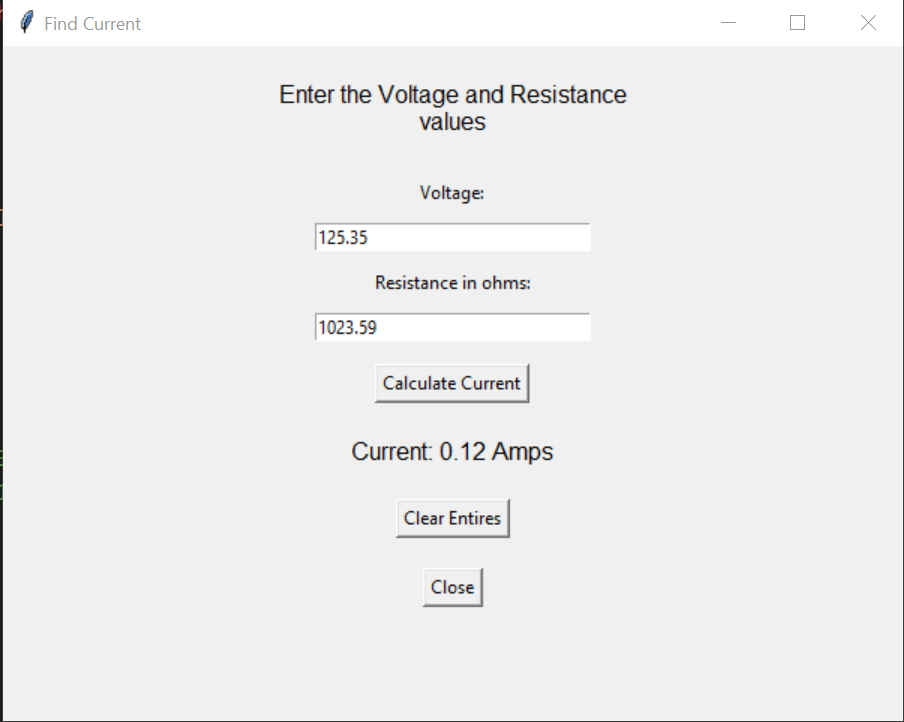 Find Current
Enter the Voltage and Resistance
values
Voltage:
125.35
Resistance in ohms:
1023.59
Calculate Current
Current: 0.12 Amps
Clear Entires
Close